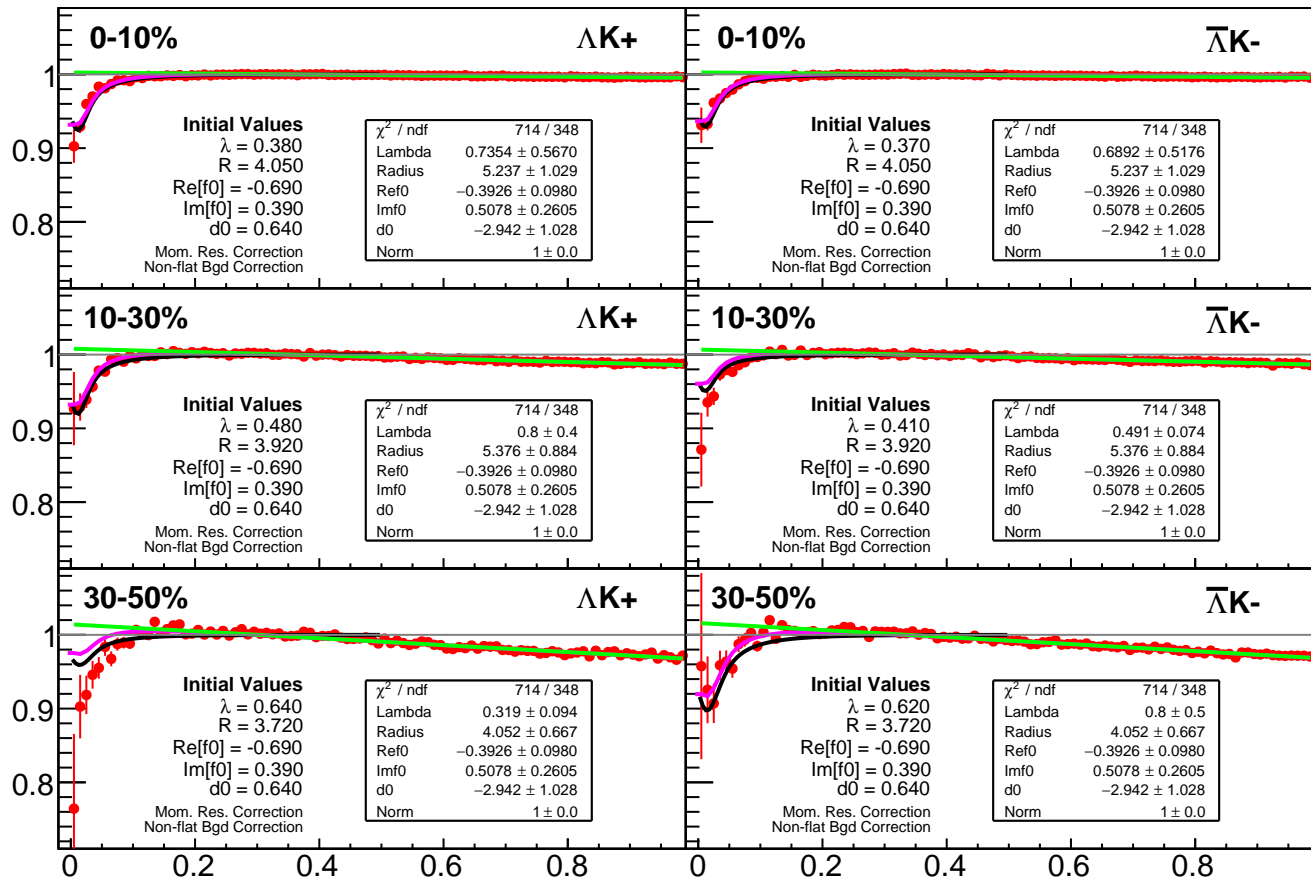 0-10%
ΛK+
1
0.9
0.8
Initial Values
λ = 0.380
R = 4.050
Re[f0] = -0.690
Im[f0] = 0.390
d0 = 0.640
Mom. Res. Correction
Non-flat Bgd Correction
χ² / ndf 714 / 348
Lambda 0.7354 ± 0.5670
Radius 5.237 ± 1.029
Ref0 −0.3926 ± 0.0980
Imf0 0.5078 ± 0.2605
d0 −2.942 ± 1.028
Norm 1 ± 0.0
0-10%
Λ̅K-
Initial Values
λ = 0.370
R = 4.050
Re[f0] = -0.690
Im[f0] = 0.390
d0 = 0.640
Mom. Res. Correction
Non-flat Bgd Correction
χ² / ndf 714 / 348
Lambda 0.6892 ± 0.5176
Radius 5.237 ± 1.029
Ref0 −0.3926 ± 0.0980
Imf0 0.5078 ± 0.2605
d0 −2.942 ± 1.028
Norm 1 ± 0.0
10-30%
ΛK+
1
0.9
0.8
Initial Values
λ = 0.480
R = 3.920
Re[f0] = -0.690
Im[f0] = 0.390
d0 = 0.640
Mom. Res. Correction
Non-flat Bgd Correction
χ² / ndf 714 / 348
Lambda 0.8 ± 0.4
Radius 5.376 ± 0.884
Ref0 −0.3926 ± 0.0980
Imf0 0.5078 ± 0.2605
d0 −2.942 ± 1.028
Norm 1 ± 0.0
10-30%
Λ̅K-
Initial Values
λ = 0.410
R = 3.920
Re[f0] = -0.690
Im[f0] = 0.390
d0 = 0.640
Mom. Res. Correction
Non-flat Bgd Correction
χ² / ndf 714 / 348
Lambda 0.491 ± 0.074
Radius 5.376 ± 0.884
Ref0 −0.3926 ± 0.0980
Imf0 0.5078 ± 0.2605
d0 −2.942 ± 1.028
Norm 1 ± 0.0
30-50%
ΛK+
1
0.9
0.8
Initial Values
λ = 0.640
R = 3.720
Re[f0] = -0.690
Im[f0] = 0.390
d0 = 0.640
Mom. Res. Correction
Non-flat Bgd Correction
χ² / ndf 714 / 348
Lambda 0.319 ± 0.094
Radius 4.052 ± 0.667
Ref0 −0.3926 ± 0.0980
Imf0 0.5078 ± 0.2605
d0 −2.942 ± 1.028
Norm 1 ± 0.0
30-50%
Λ̅K-
Initial Values
λ = 0.620
R = 3.720
Re[f0] = -0.690
Im[f0] = 0.390
d0 = 0.640
Mom. Res. Correction
Non-flat Bgd Correction
χ² / ndf 714 / 348
Lambda 0.8 ± 0.5
Radius 4.052 ± 0.667
Ref0 −0.3926 ± 0.0980
Imf0 0.5078 ± 0.2605
d0 −2.942 ± 1.028
Norm 1 ± 0.0
0 0.2 0.4 0.6 0.8 0 0.2 0.4 0.6 0.8